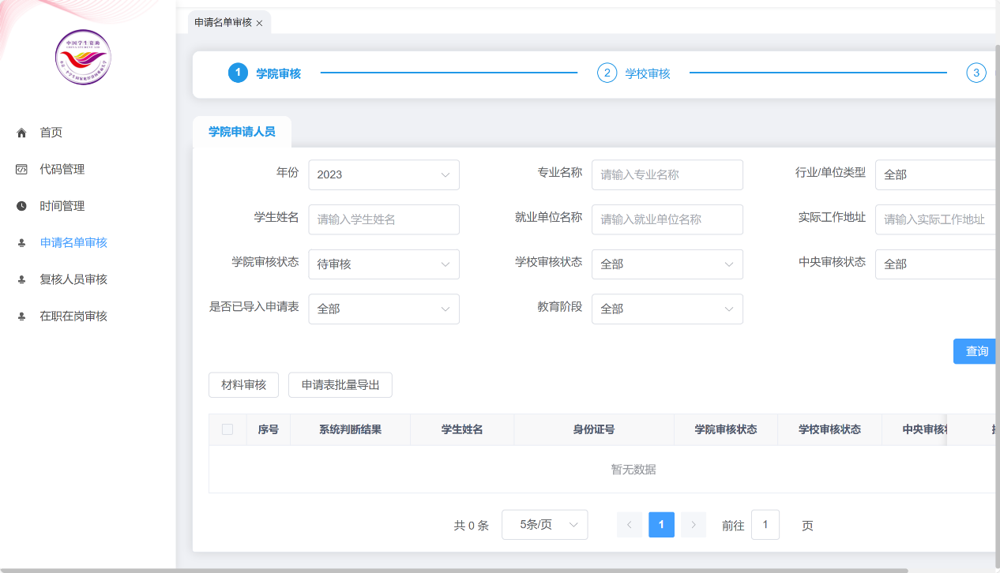 申请名单审核
中国学生资助
首页
代码管理
时间管理
申请名单审核
复核人员审核
在职在岗审核
1 学院审核 2 学校审核 3
学院申请人员
年份 2023 专业名称 请输入专业名称 行业/单位类型 全部
学生姓名 请输入学生姓名 就业单位名称 请输入就业单位名称 实际工作地址 请输入实际工作地址
学院审核状态 待审核 学校审核状态 全部 中央审核状态 全部
是否已导入申请表 全部 教育阶段 全部
查询
材料审核 申请表批量导出
序号 系统判断结果 学生姓名 身份证号 学院审核状态 学校审核状态 中央审核
暂无数据
共 0 条 5条/页 1 前往 1 页